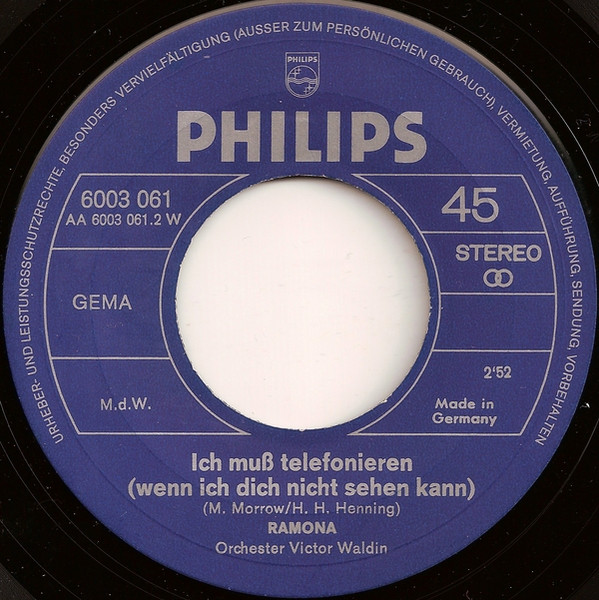 URHEBER- UND LEISTUNGSSCHUTZRECHTE, BESONDERS VERVIELFÄLTIGUNG (AUSSER ZUM PERSÖNLICHEN GEBRAUCH), VERMIETUNG, AUFFÜHRUNG, SENDUNG, VORBEHALTEN
PHILIPS
PHILIPS
6003 061
AA 6003 061.2 W
45
STEREO
GEMA
2'52
M.d.W.
Made in
Germany
Ich muß telefonieren
(wenn ich dich nicht sehen kann)
(M. Morrow/H. H. Henning)
RAMONA
Orchester Victor Waldin